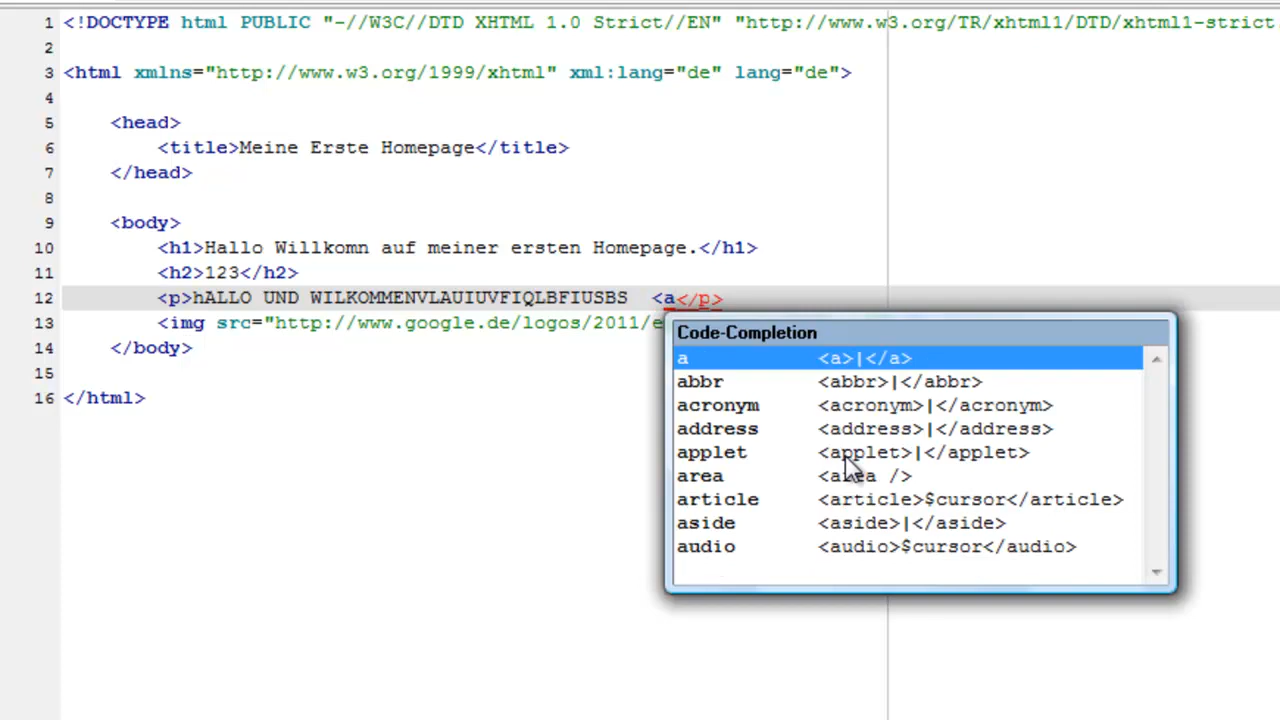 1 <!DOCTYPE html PUBLIC "-//W3C//DTD XHTML 1.0 Strict//EN" "http://www.w3.org/TR/xhtml1/DTD/xhtml1-strict
2
3 <html xmlns="http://www.w3.org/1999/xhtml" xml:lang="de" lang="de">
4
5 <head>
6 <title>Meine Erste Homepage</title>
7 </head>
8
9 <body>
10 <h1>Hallo Willkomn auf meiner ersten Homepage.</h1>
11 <h2>123</h2>
12 <p>hALLO UND WILKOMMENVLAUIUVFIQLBFIUSBS <a</p>
13 <img src="http://www.google.de/logos/2011/e
14 </body>
15
16 </html>
Code-Completion
a <a>|</a>
abbr <abbr>|</abbr>
acronym <acronym>|</acronym>
address <address>|</address>
applet <applet>|</applet>
area <area />
article <article>$cursor</article>
aside <aside>|</aside>
audio <audio>$cursor</audio>